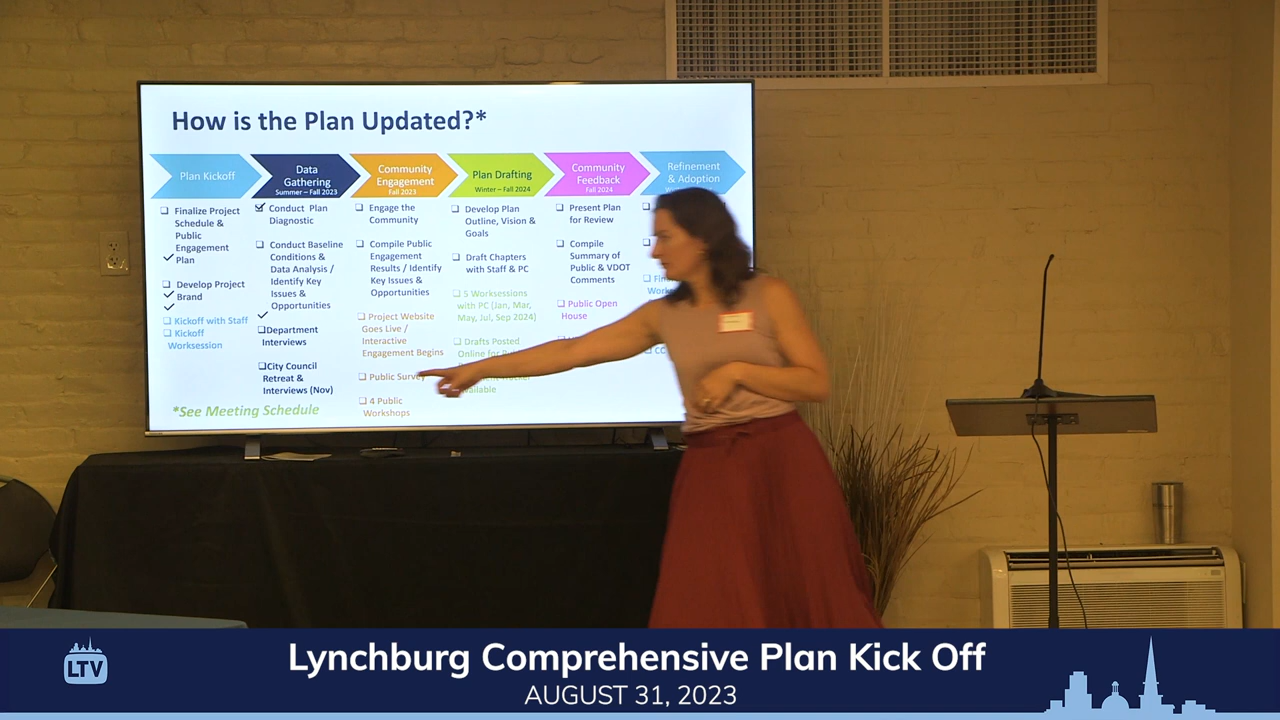 How is the Plan Updated?*
Plan Kickoff
Data
Gathering
Summer – Fall 2023
Community
Engagement
Fall 2023
Plan Drafting
Winter – Fall 2024
Community
Feedback
Fall 2024
Refinement
& Adoption
Finalize Project
Schedule &
Public
Engagement
Plan
Develop Project
Brand
Kickoff with Staff
Kickoff
Worksession
Conduct Plan
Diagnostic
Conduct Baseline
Conditions &
Data Analysis /
Identify Key
Issues &
Opportunities
Department
Interviews
City Council
Retreat &
Interviews (Nov)
Engage the
Community
Compile Public
Engagement
Results / Identify
Key Issues &
Opportunities
Project Website
Goes Live /
Interactive
Engagement Begins
Public Survey
4 Public
Workshops
Develop Plan
Outline, Vision &
Goals
Draft Chapters
with Staff & PC
5 Worksessions
with PC (Jan, Mar,
May, Jul, Sep 2024)
Drafts Posted
Online for
Present Plan
for Review
Compile
Summary of
Public & VDOT
Comments
Public Open
House
*See Meeting Schedule
LTV
Lynchburg Comprehensive Plan Kick Off
AUGUST 31, 2023